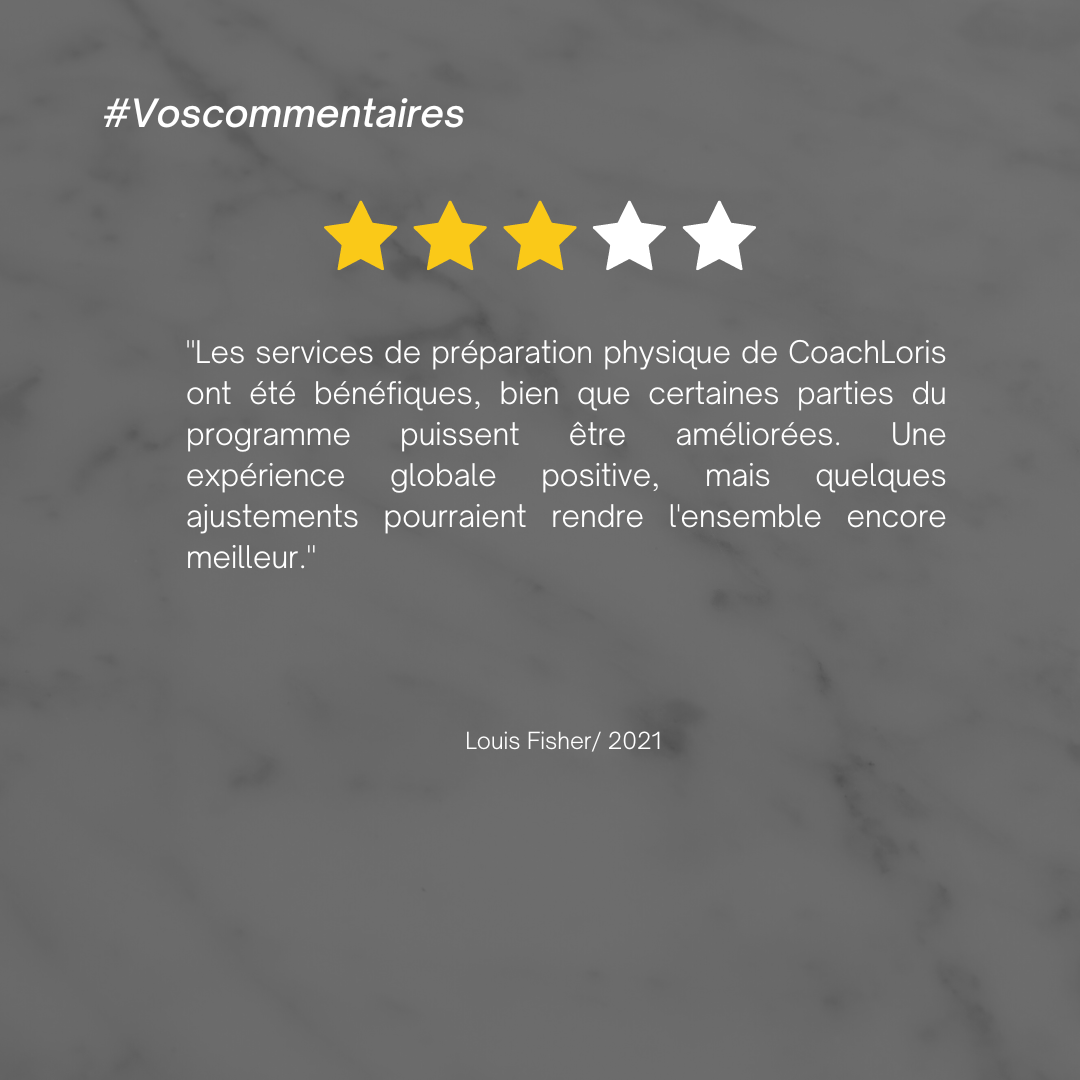 #Voscommentaires
"Les services de préparation physique de CoachLoris
ont été bénéfiques, bien que certaines parties du
programme puissent être améliorées. Une
expérience globale positive, mais quelques
ajustements pourraient rendre l'ensemble encore
meilleur."
Louis Fisher/ 2021